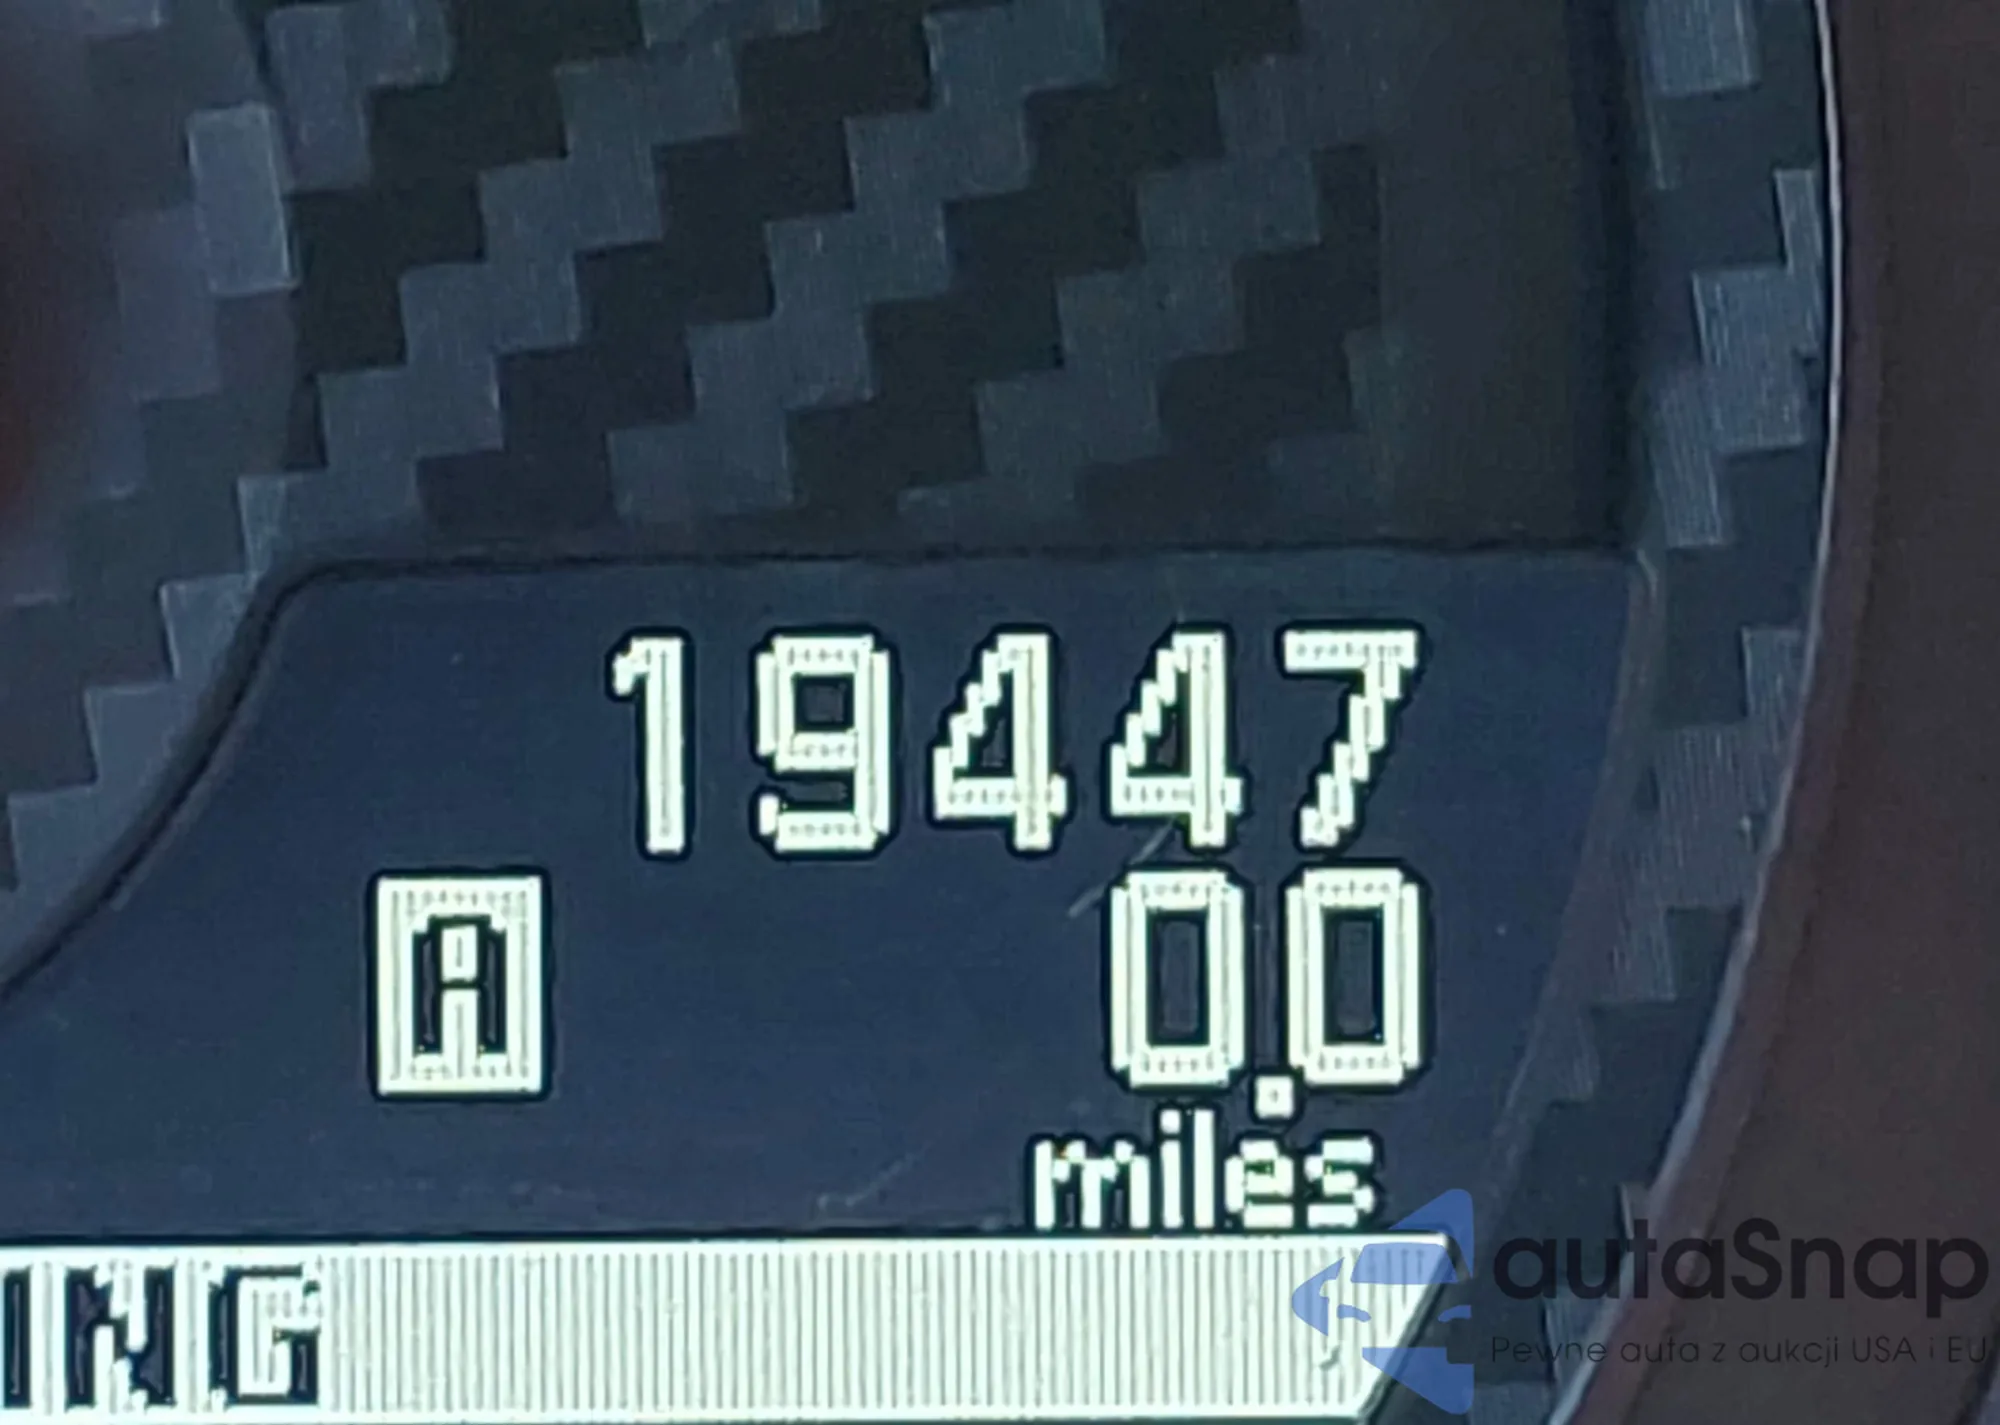 19447
A 0.0
miles
ING
autaSnap
Pewne auta z aukcji USA i EU